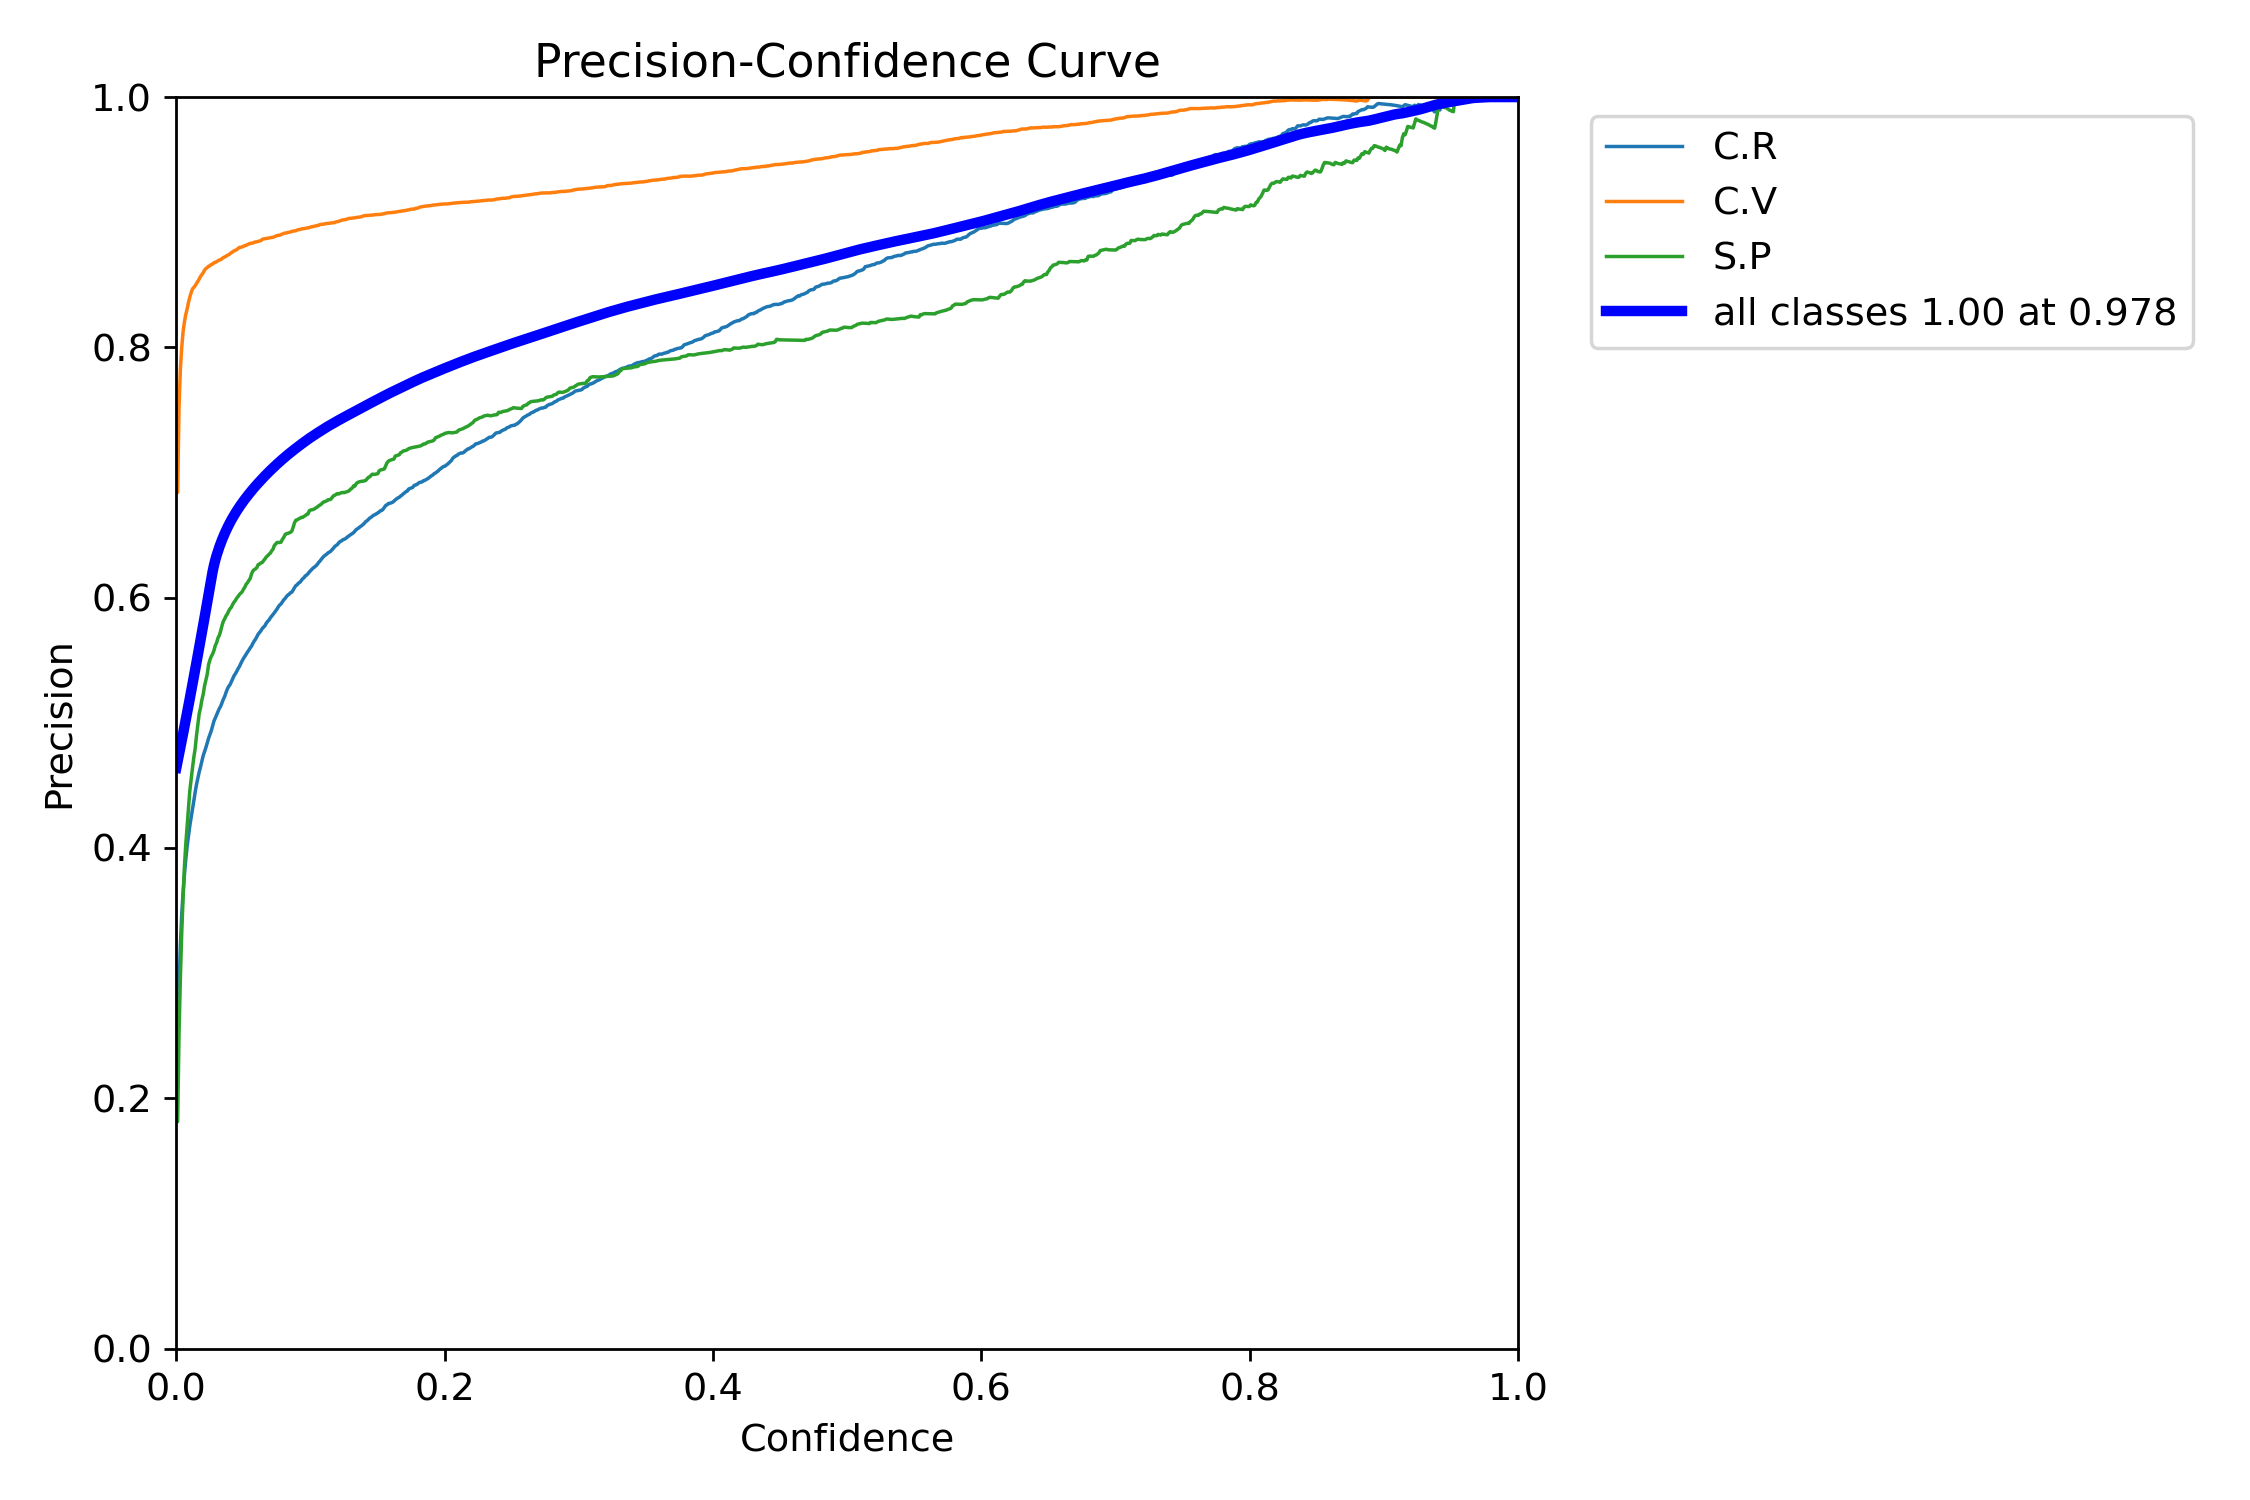 Precision-Confidence Curve
1.0
0.8
0.6
0.4
0.2
0.0
Precision
0.0 0.2 0.4 0.6 0.8 1.0
Confidence
C.R
C.V
S.P
all classes 1.00 at 0.978